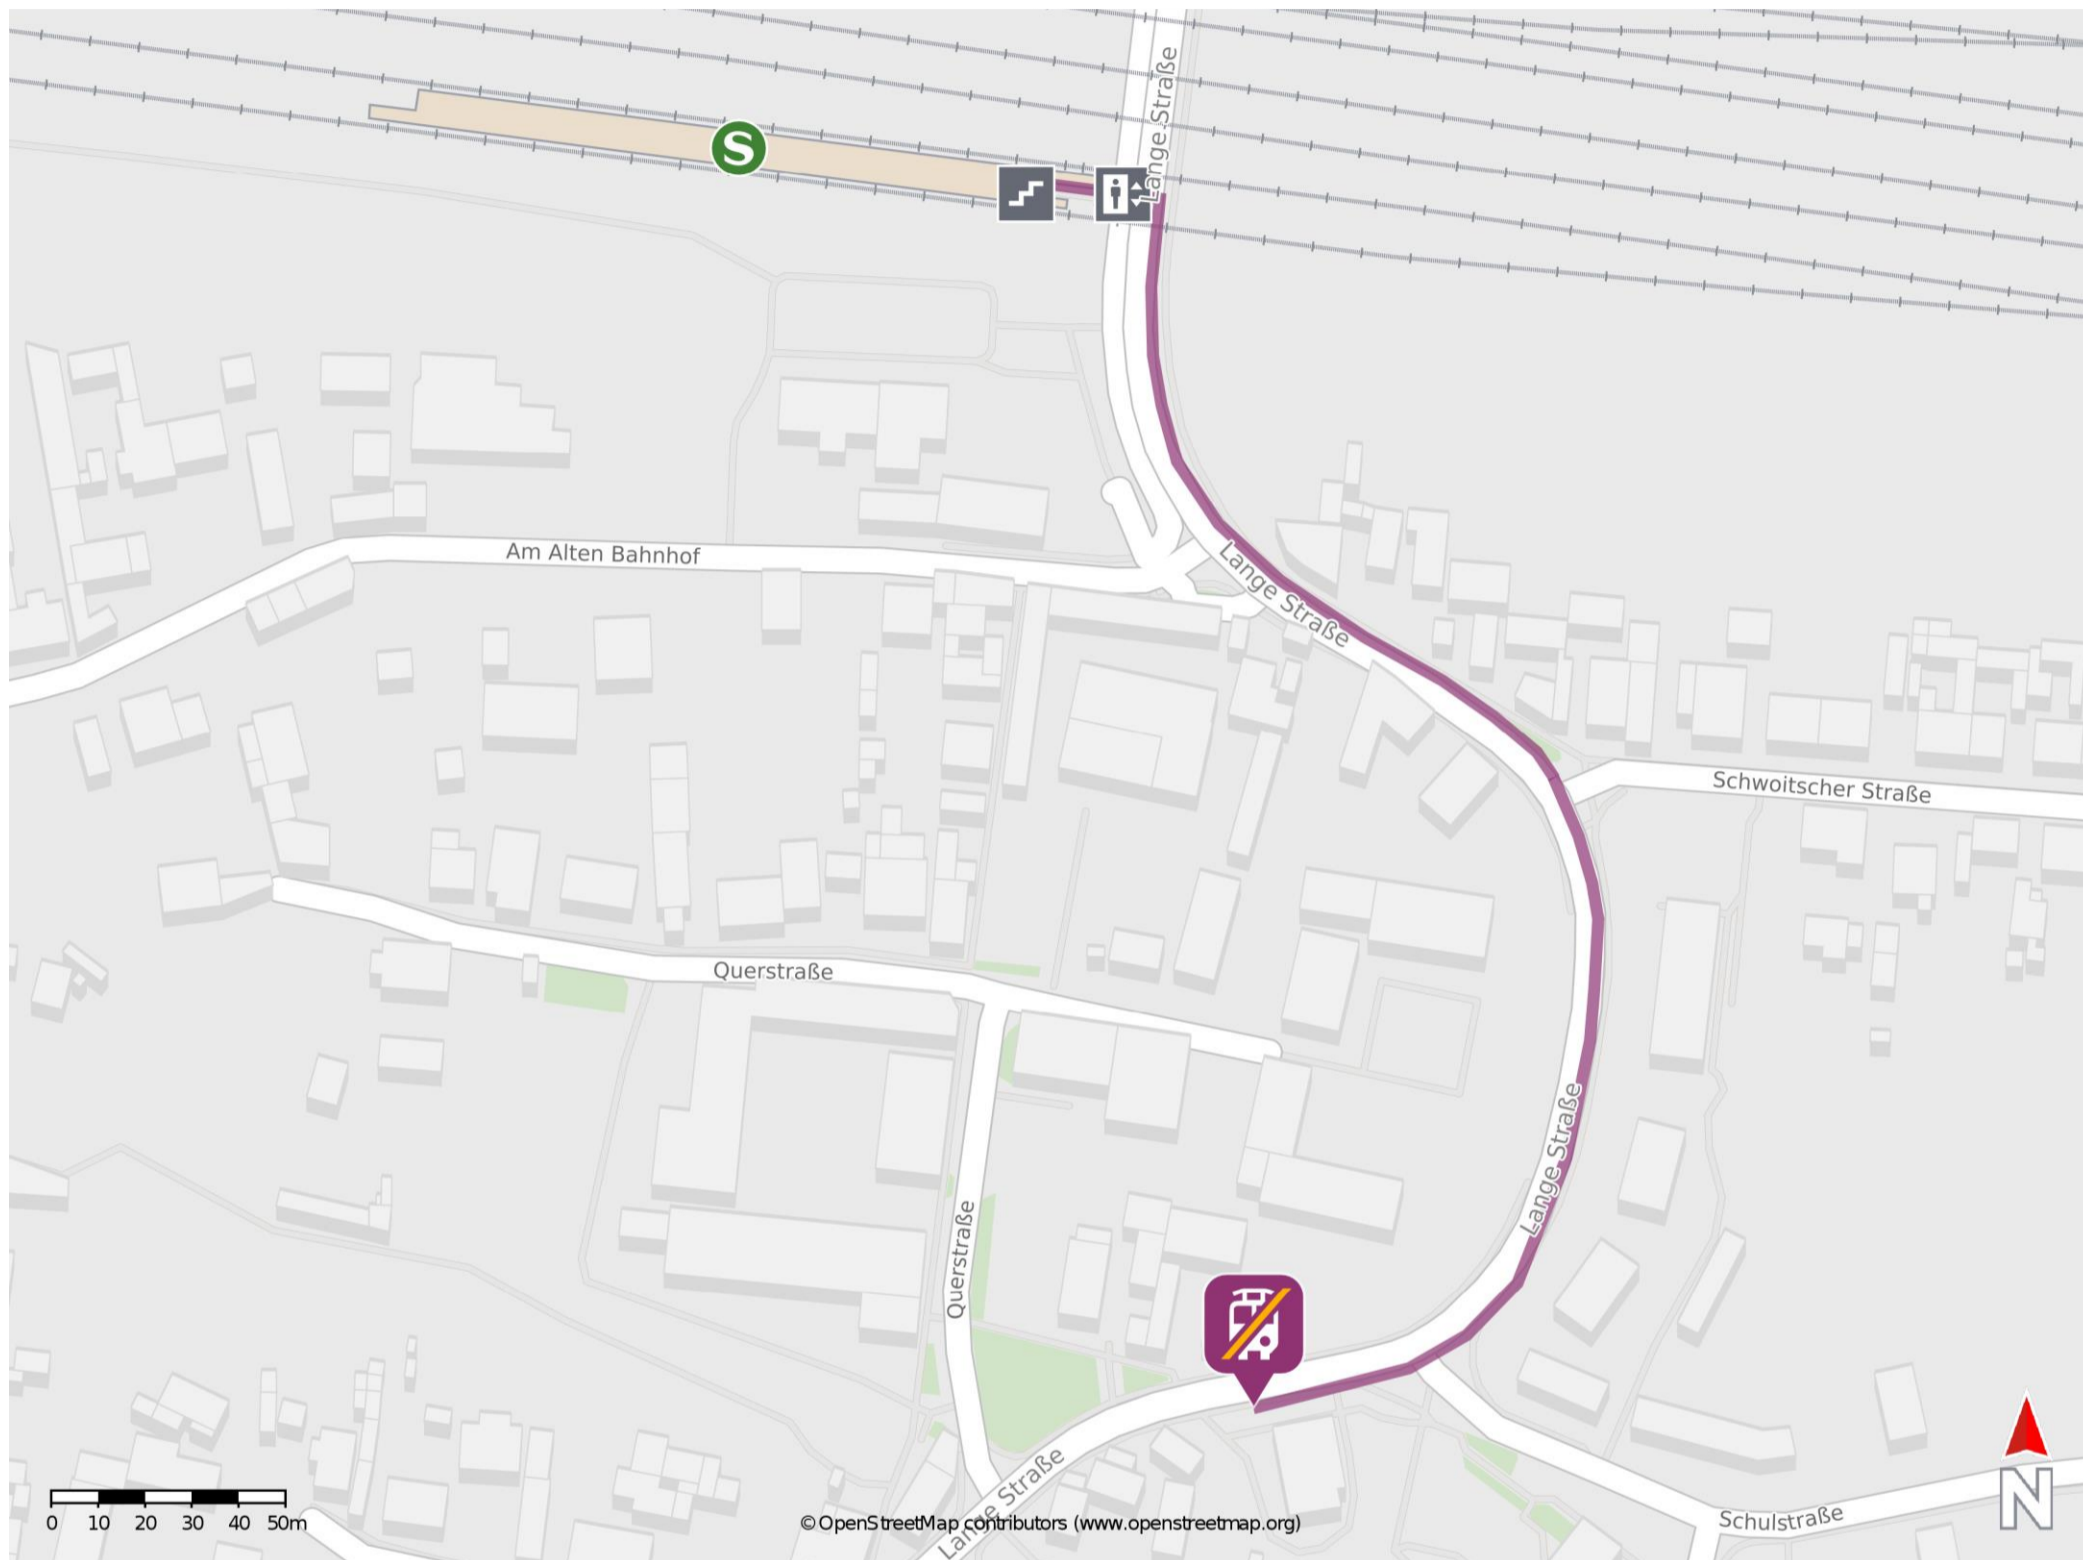 Lange Straße
S
Am Alten Bahnhof
Lange Straße
Schwoitscher Straße
Querstraße
Lange Straße
Querstraße
Lange Straße
Schulstraße
0 10 20 30 40 50m
©OpenStreetMap contributors (www.openstreetmap.org)
N